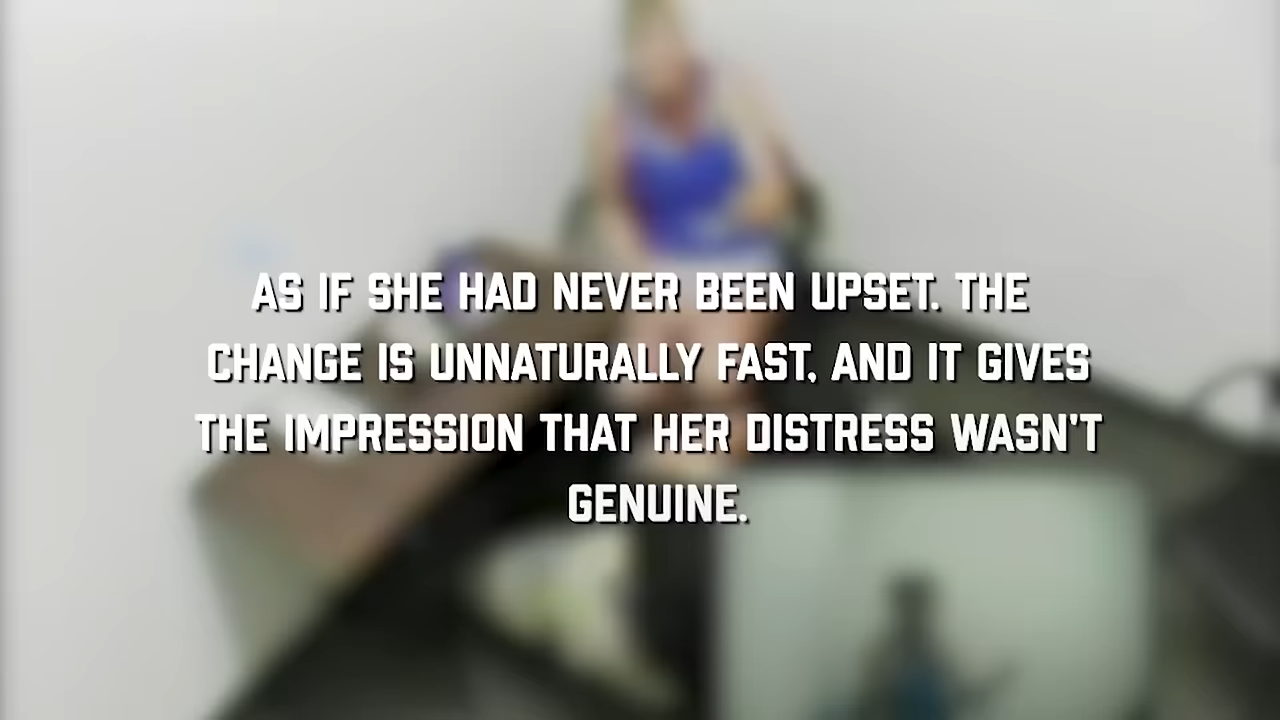 AS IF SHE HAD NEVER BEEN UPSET. THE
CHANGE IS UNNATURALLY FAST, AND IT GIVES
THE IMPRESSION THAT HER DISTRESS WASN'T
GENUINE.